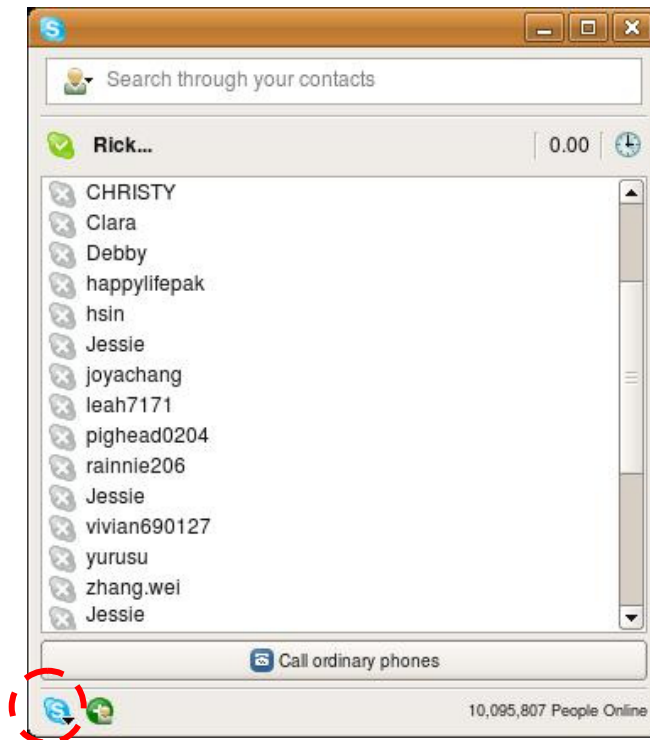 Search through your contacts
Rick... 0.00
CHRISTY
Clara
Debby
happylifepak
hsin
Jessie
joyachang
leah7171
pighead0204
rainnie206
Jessie
vivian690127
yurusu
zhang.wei
Jessie
Call ordinary phones
10,095,807 People Online